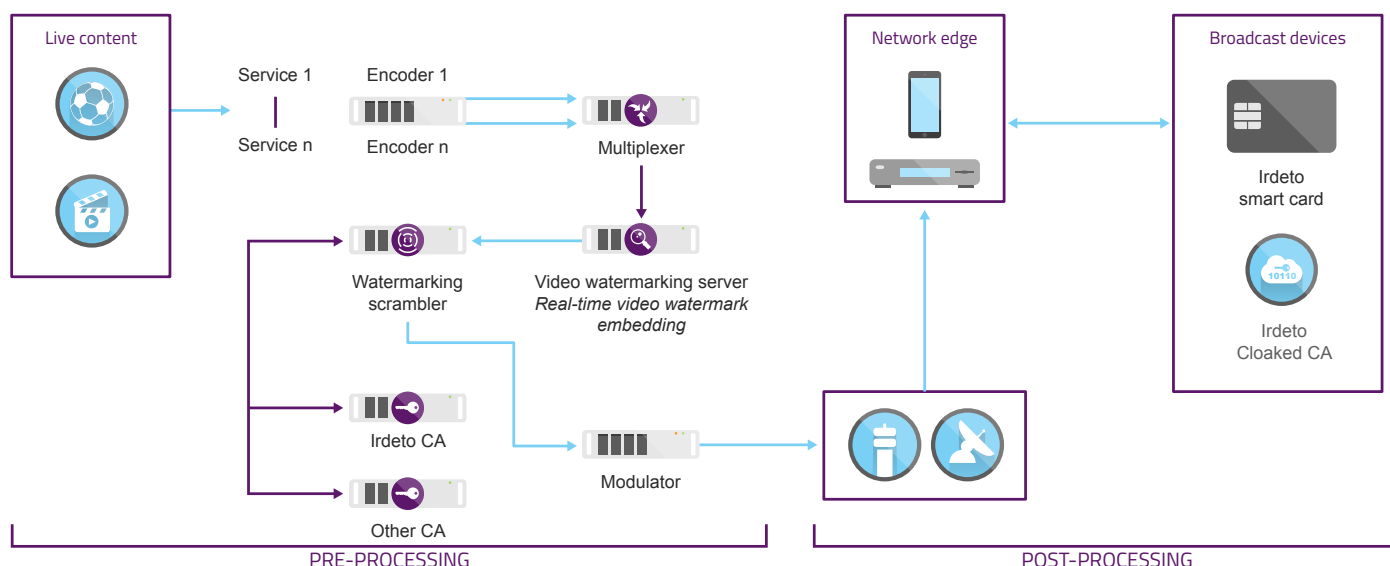 Live content
Network edge
Broadcast devices
Service 1
Encoder 1
Service n
Encoder n
Multiplexer
Irdeto
smart card
Watermarking
scrambler
Video watermarking server
Real-time video watermark
embedding
10110
Irdeto
Cloaked CA
Irdeto CA
Modulator
Other CA
PRE-PROCESSING
POST-PROCESSING